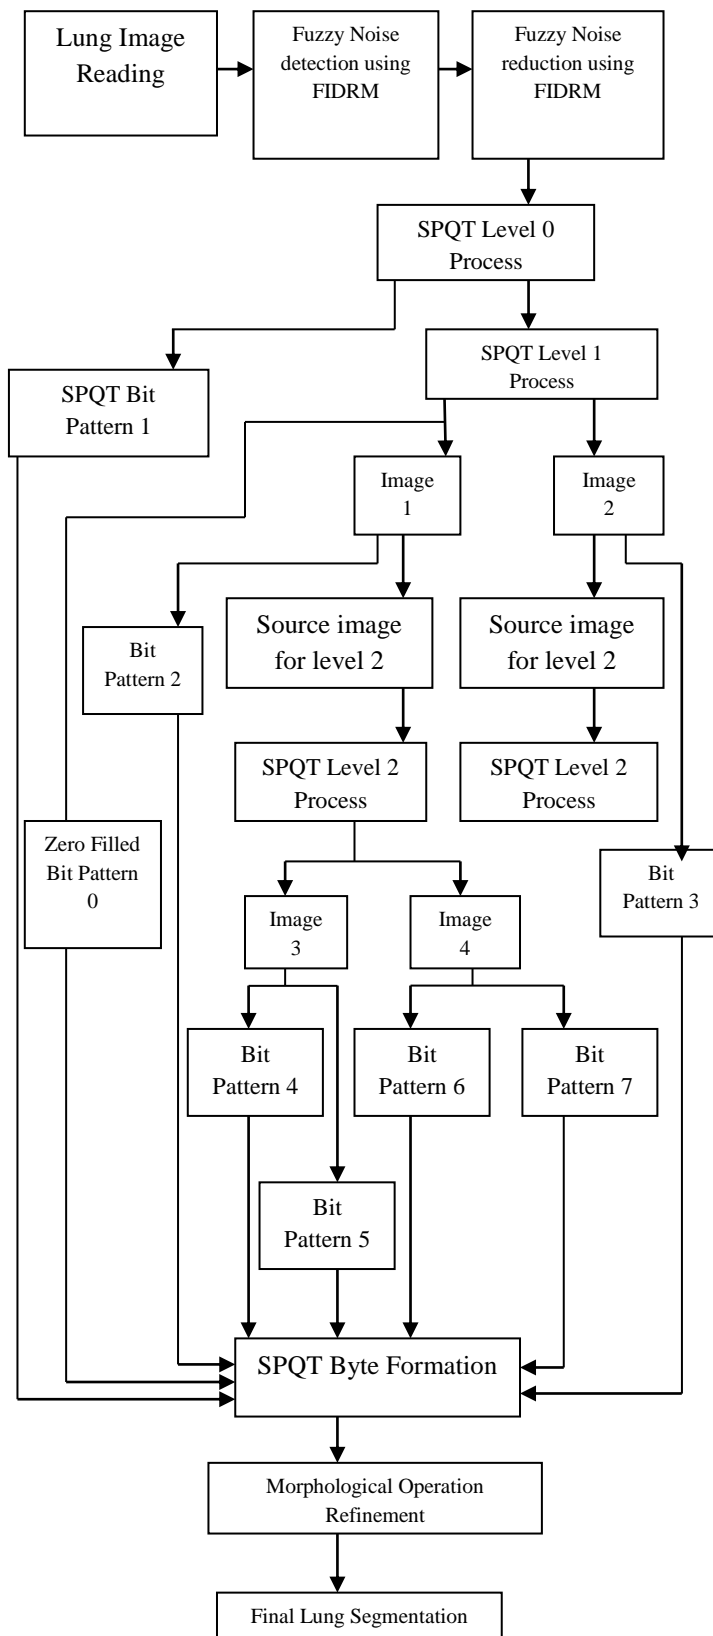 Lung Image
Reading
Fuzzy Noise
detection using
FIDRM
Fuzzy Noise
reduction using
FIDRM
SPQT Level 0
Process
SPQT Bit
Pattern 1
SPQT Level 1
Process
Image
1
Image
2
Bit
Pattern 2
Source image
for level 2
Source image
for level 2
SPQT Level 2
Process
SPQT Level 2
Process
Zero Filled
Bit Pattern
0
Bit
Pattern 3
Image
3
Image
4
Bit
Pattern 4
Bit
Pattern 6
Bit
Pattern 7
Bit
Pattern 5
SPQT Byte Formation
Morphological Operation
Refinement
Final Lung Segmentation